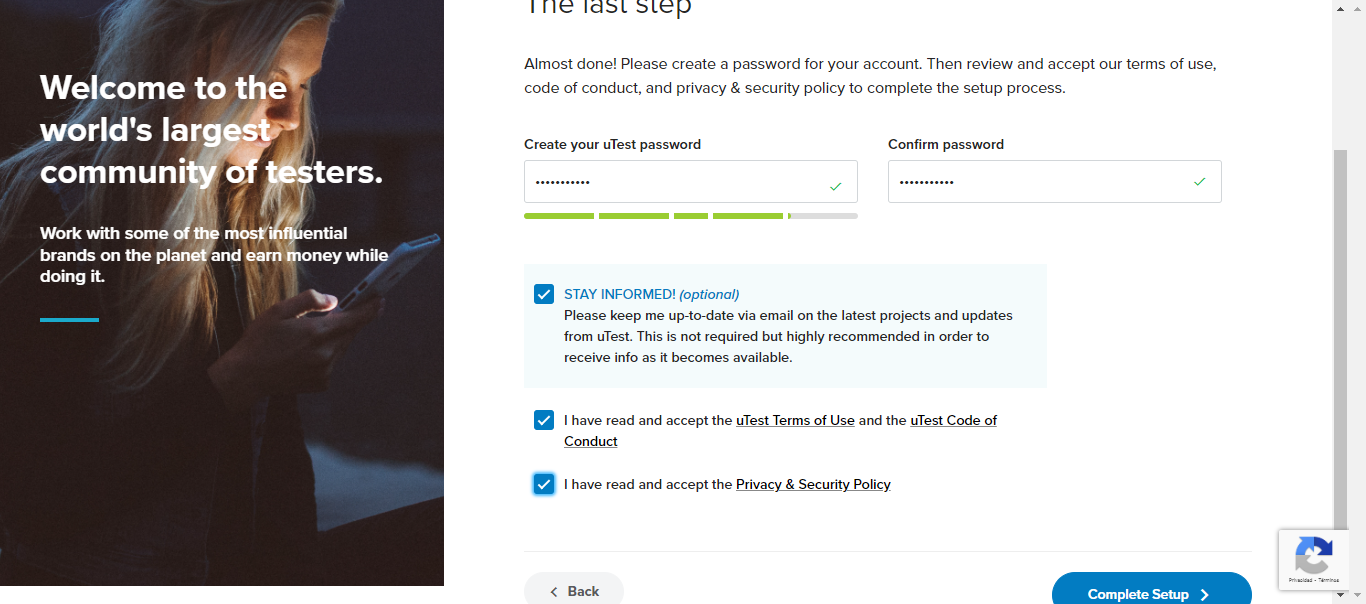 The last step
Welcome to the
world's largest
community of testers.
Work with some of the most influential
brands on the planet and earn money while
doing it.
Almost done! Please create a password for your account. Then review and accept our terms of use,
code of conduct, and privacy & security policy to complete the setup process.
Create your uTest password
Confirm password
•••••••••••
•••••••••••
STAY INFORMED! (optional)
Please keep me up-to-date via email on the latest projects and updates
from uTest. This is not required but highly recommended in order to
receive info as it becomes available.
I have read and accept the uTest Terms of Use and the uTest Code of
Conduct
I have read and accept the Privacy & Security Policy
Back
Complete Setup
Privacidad - Términos